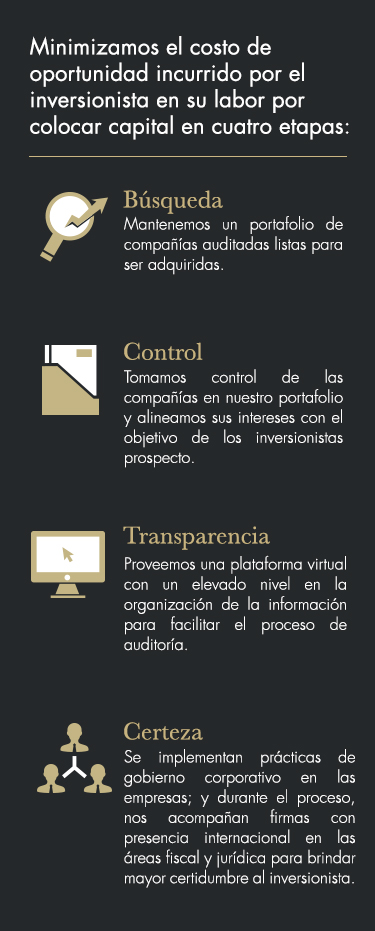 Minimizamos el costo de
oportunidad incurrido por el
inversionista en su labor por
colocar capital en cuatro etapas:
Búsqueda
Mantenemos un portafolio de
compañías auditadas listas para
ser adquiridas.
Control
Tomamos control de las
compañías en nuestro portafolio
y alineamos sus intereses con el
objetivo de los inversionistas
prospecto.
Transparencia
Proveemos una plataforma virtual
con un elevado nivel en la
organización de la información
para facilitar el proceso de
auditoría.
Certeza
Se implementan prácticas de
gobierno corporativo en las
empresas; y durante el proceso,
nos acompañan firmas con
presencia internacional en las
áreas fiscal y jurídica para brindar
mayor certidumbre al inversionista.